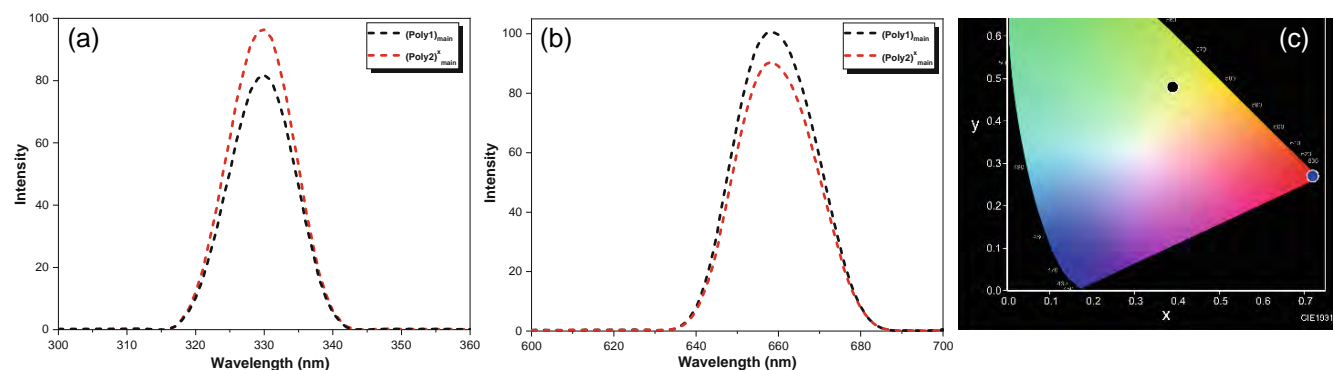 (a)
(Poly1)main
(Poly2)x main
Intensity
100
80
60
40
20
0
300 310 320 330 340 350 360
Wavelength (nm)
(b)
(Poly1)main
(Poly2)x main
Intensity
100
80
60
40
20
0
600 620 640 660 680 700
Wavelength (nm)
(c)
y
0.6
0.5
0.4
0.3
0.2
0.1
0.0
0.0 0.1 0.2 0.3 0.4 0.5 0.6 0.7
x
CIE1931